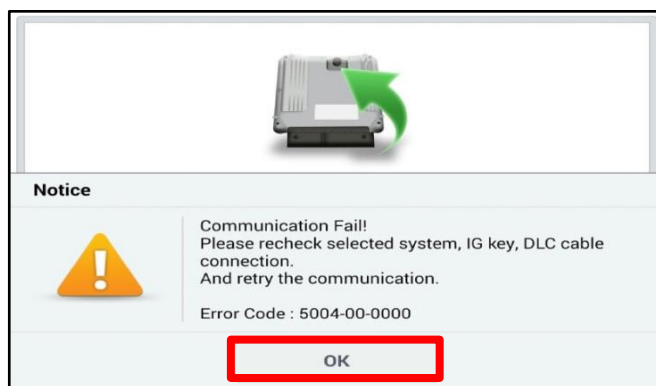 Notice
Communication Fail!
Please recheck selected system, IG key, DLC cable
connection.
And retry the communication.
Error Code : 5004-00-0000
OK